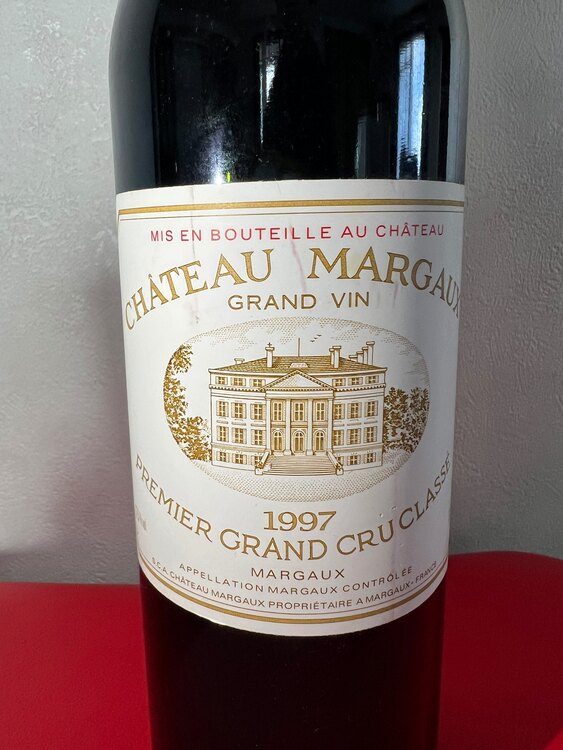 MIS EN BOUTEILLE AU CHÂTEAU
CHÂTEAU MARGAUX
GRAND VIN
1997
PREMIER GRAND CRU CLASSÉ
MARGAUX
APPELLATION MARGAUX CONTRÔLÉE
S.C.A. CHÂTEAU MARGAUX PROPRIÉTAIRE A MARGAUX - FRANCE